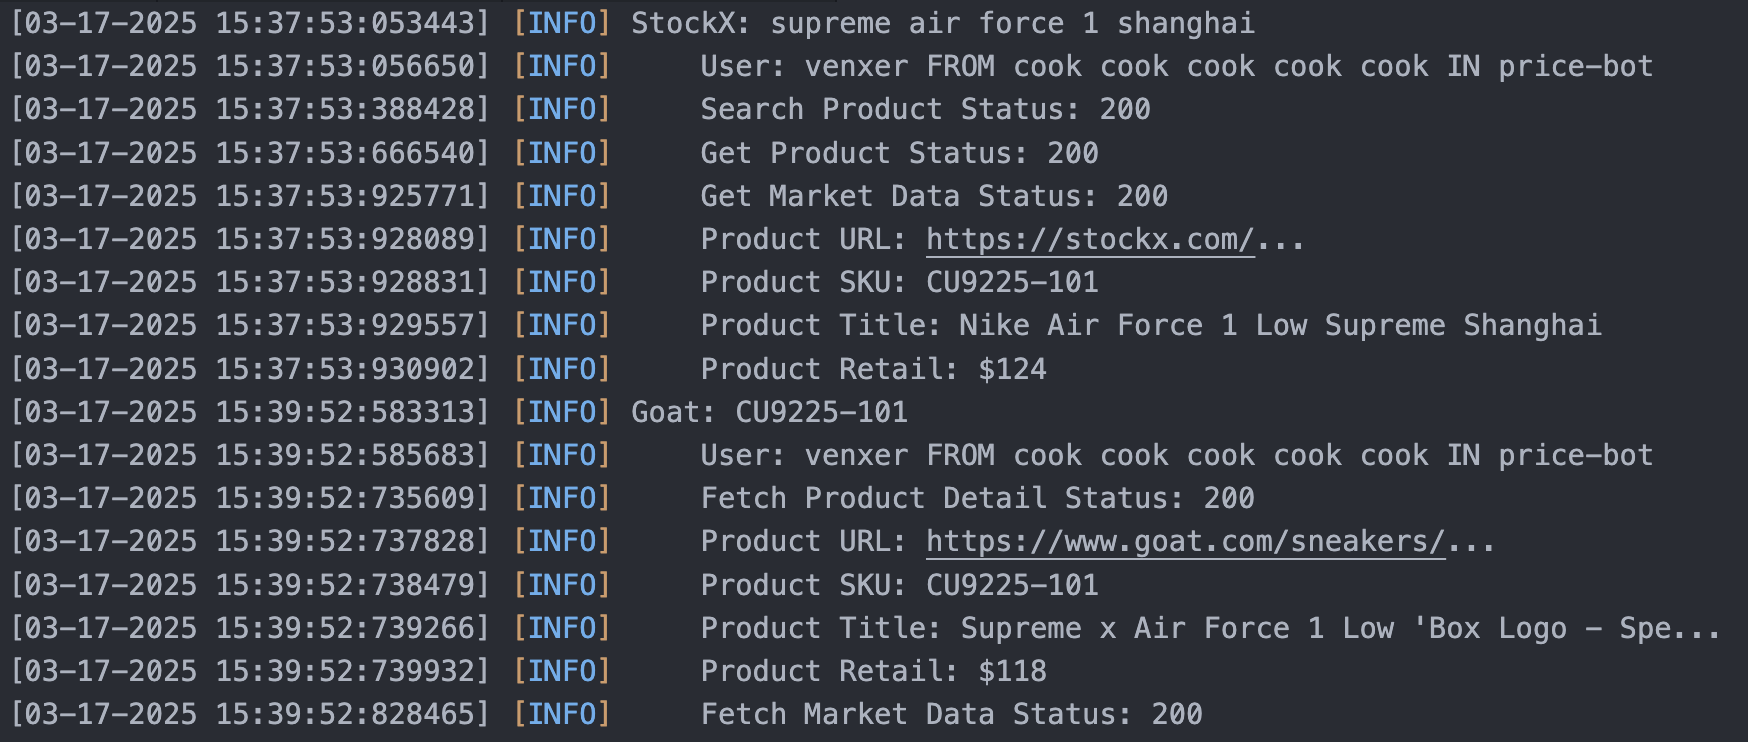 [03-17-2025 15:37:53:053443] [INFO] StockX: supreme air force 1 shanghai
[03-17-2025 15:37:53:056650] [INFO]     User: venxer FROM cook cook cook cook cook IN price-bot
[03-17-2025 15:37:53:388428] [INFO]     Search Product Status: 200
[03-17-2025 15:37:53:666540] [INFO]     Get Product Status: 200
[03-17-2025 15:37:53:925771] [INFO]     Get Market Data Status: 200
[03-17-2025 15:37:53:928089] [INFO]     Product URL: https://stockx.com/...
[03-17-2025 15:37:53:928831] [INFO]     Product SKU: CU9225-101
[03-17-2025 15:37:53:929557] [INFO]     Product Title: Nike Air Force 1 Low Supreme Shanghai
[03-17-2025 15:37:53:930902] [INFO]     Product Retail: $124
[03-17-2025 15:39:52:583313] [INFO] Goat: CU9225-101
[03-17-2025 15:39:52:585683] [INFO]     User: venxer FROM cook cook cook cook cook IN price-bot
[03-17-2025 15:39:52:735609] [INFO]     Fetch Product Detail Status: 200
[03-17-2025 15:39:52:737828] [INFO]     Product URL: https://www.goat.com/sneakers/...
[03-17-2025 15:39:52:738479] [INFO]     Product SKU: CU9225-101
[03-17-2025 15:39:52:739266] [INFO]     Product Title: Supreme x Air Force 1 Low 'Box Logo - Spe...
[03-17-2025 15:39:52:739932] [INFO]     Product Retail: $118
[03-17-2025 15:39:52:828465] [INFO]     Fetch Market Data Status: 200